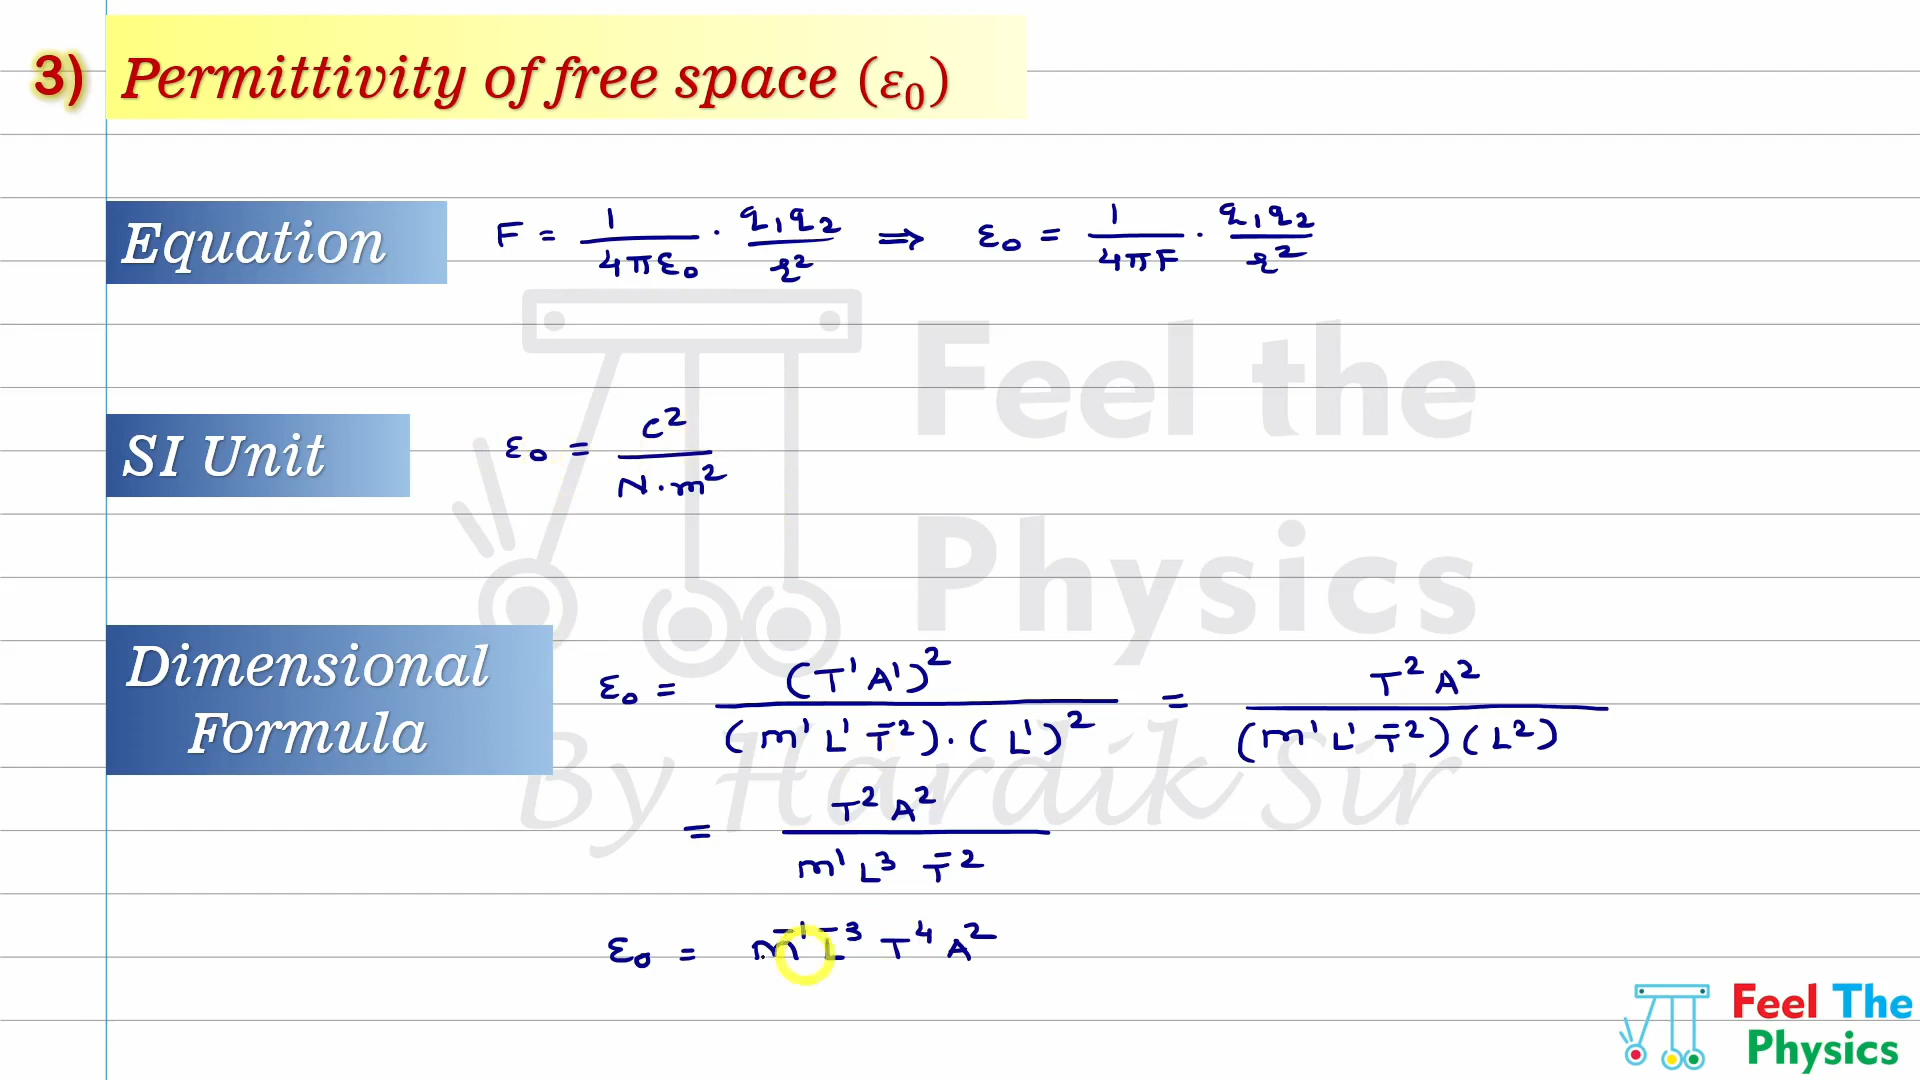 3) Permittivity of free space (ε₀)
Equation F = 1/4πε₀ · q₁q₂/r² ⇒ ε₀ = 1/4πF · q₁q₂/r²
Feel the
SI Unit ε₀ = C²/N·m²
Physics
Dimensional Formula ε₀ = (T¹A¹)²/(M¹L¹T⁻²)·(L¹)² = T²A²/(M¹L¹T⁻²)(L²)
By Hardik Sir
= T²A²/M¹L³T⁻²
ε₀ = M⁻¹L⁻³T⁴A²
Feel The
Physics